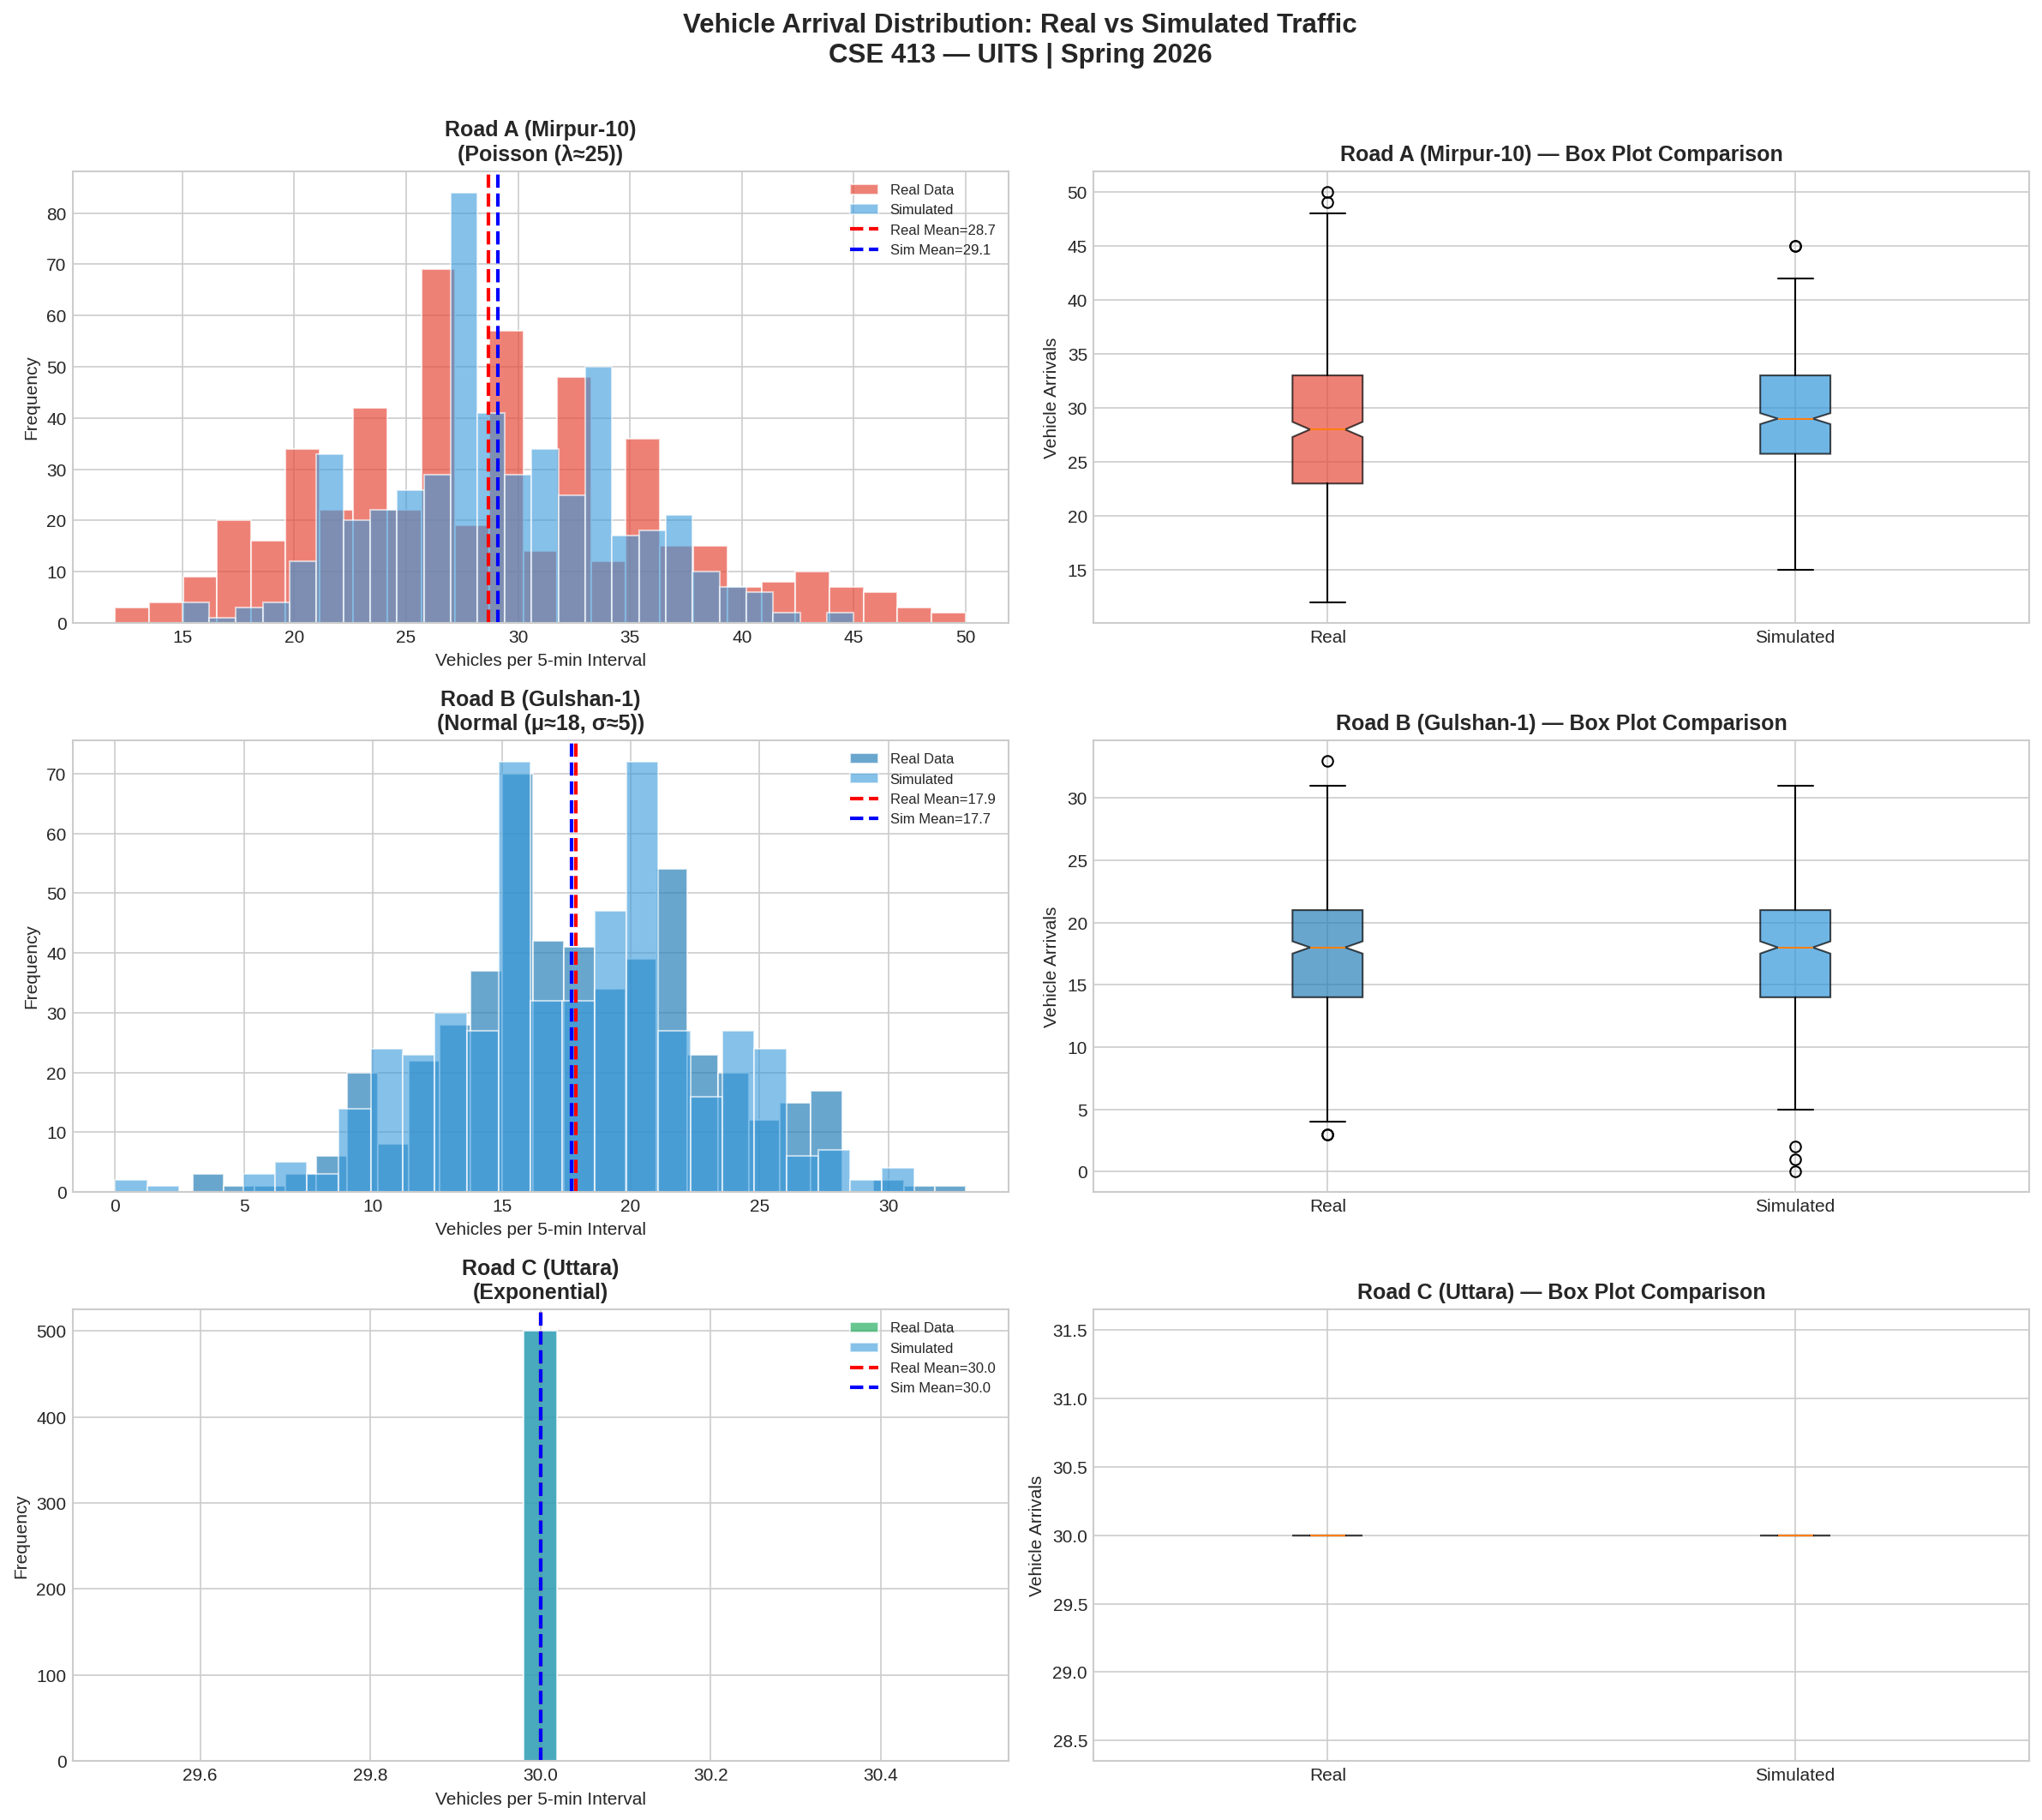 Vehicle Arrival Distribution: Real vs Simulated Traffic
CSE 413 — UITS | Spring 2026
Road A (Mirpur-10)
(Poisson (λ≈25))
Frequency
80
70
60
50
40
30
20
10
0
Real Data
Simulated
Real Mean=28.7
Sim Mean=29.1
15 20 25 30 35 40 45 50
Vehicles per 5-min Interval
Road A (Mirpur-10) — Box Plot Comparison
Vehicle Arrivals
50
45
40
35
30
25
20
15
Real Simulated
Road B (Gulshan-1)
(Normal (μ≈18, σ≈5))
Frequency
70
60
50
40
30
20
10
0
Real Data
Simulated
Real Mean=17.9
Sim Mean=17.7
0 5 10 15 20 25 30
Vehicles per 5-min Interval
Road B (Gulshan-1) — Box Plot Comparison
Vehicle Arrivals
30
25
20
15
10
5
0
Real Simulated
Road C (Uttara)
(Exponential)
Frequency
500
400
300
200
100
0
Real Data
Simulated
Real Mean=30.0
Sim Mean=30.0
29.6 29.8 30.0 30.2 30.4
Vehicles per 5-min Interval
Road C (Uttara) — Box Plot Comparison
Vehicle Arrivals
31.5
31.0
30.5
30.0
29.5
29.0
28.5
Real Simulated